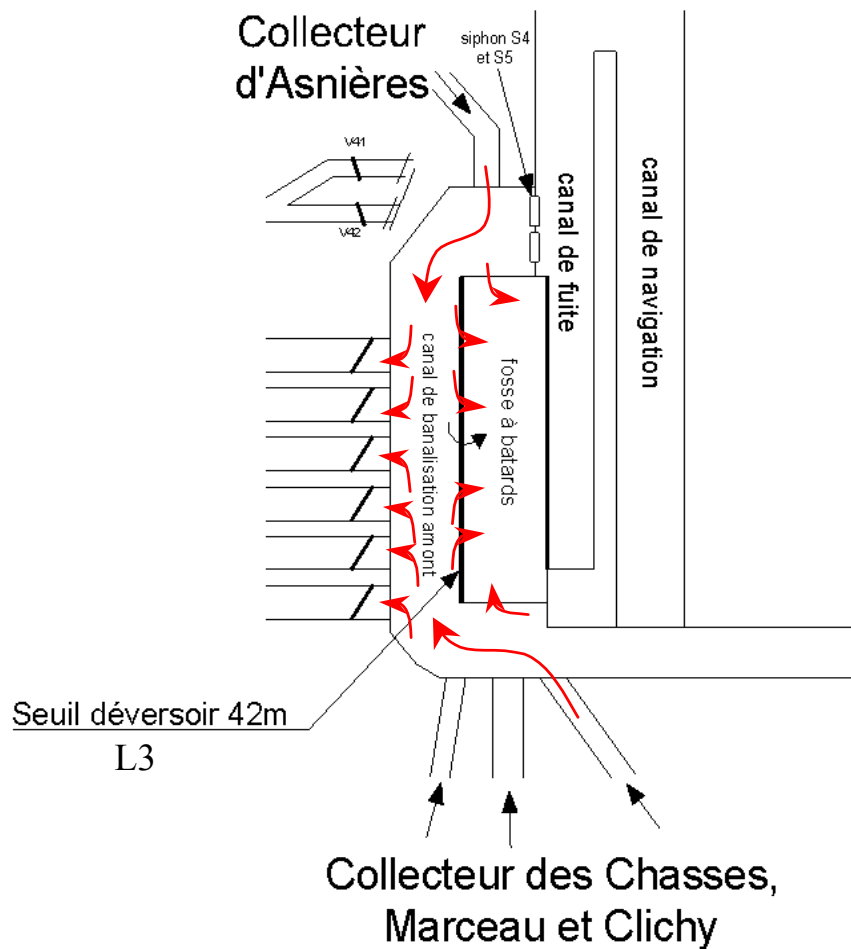 Collecteur
d'Asnières
siphon S4
et S5
V41
V42
canal de fuite
canal de navigation
canal de banalisation amont
fosse à batards
Seuil déversoir 42m
L3
Collecteur des Chasses,
Marceau et Clichy